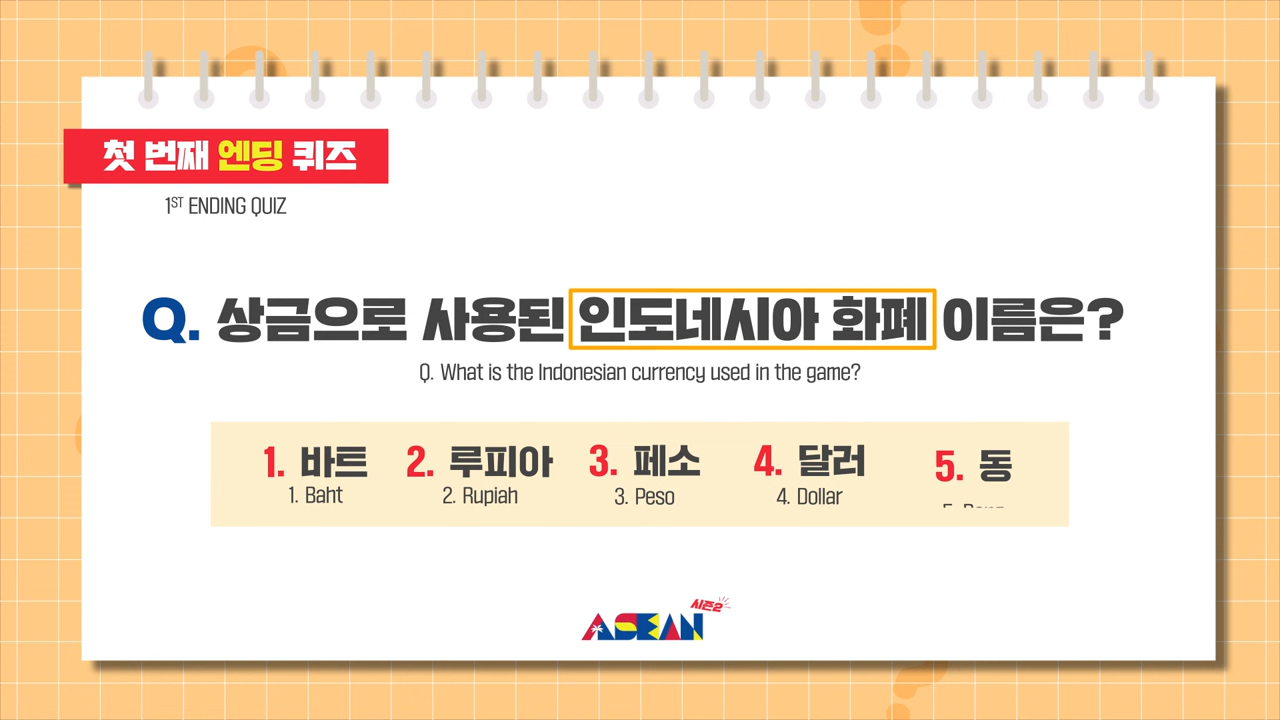 첫 번째 엔딩 퀴즈
1ST ENDING QUIZ
Q. 상금으로 사용된 인도네시아 화폐 이름은?
Q. What is the Indonesian currency used in the game?
1. 바트 2. 루피아 3. 페소 4. 달러 5. 동
1. Baht 2. Rupiah 3. Peso 4. Dollar
시즌2
ASEAN